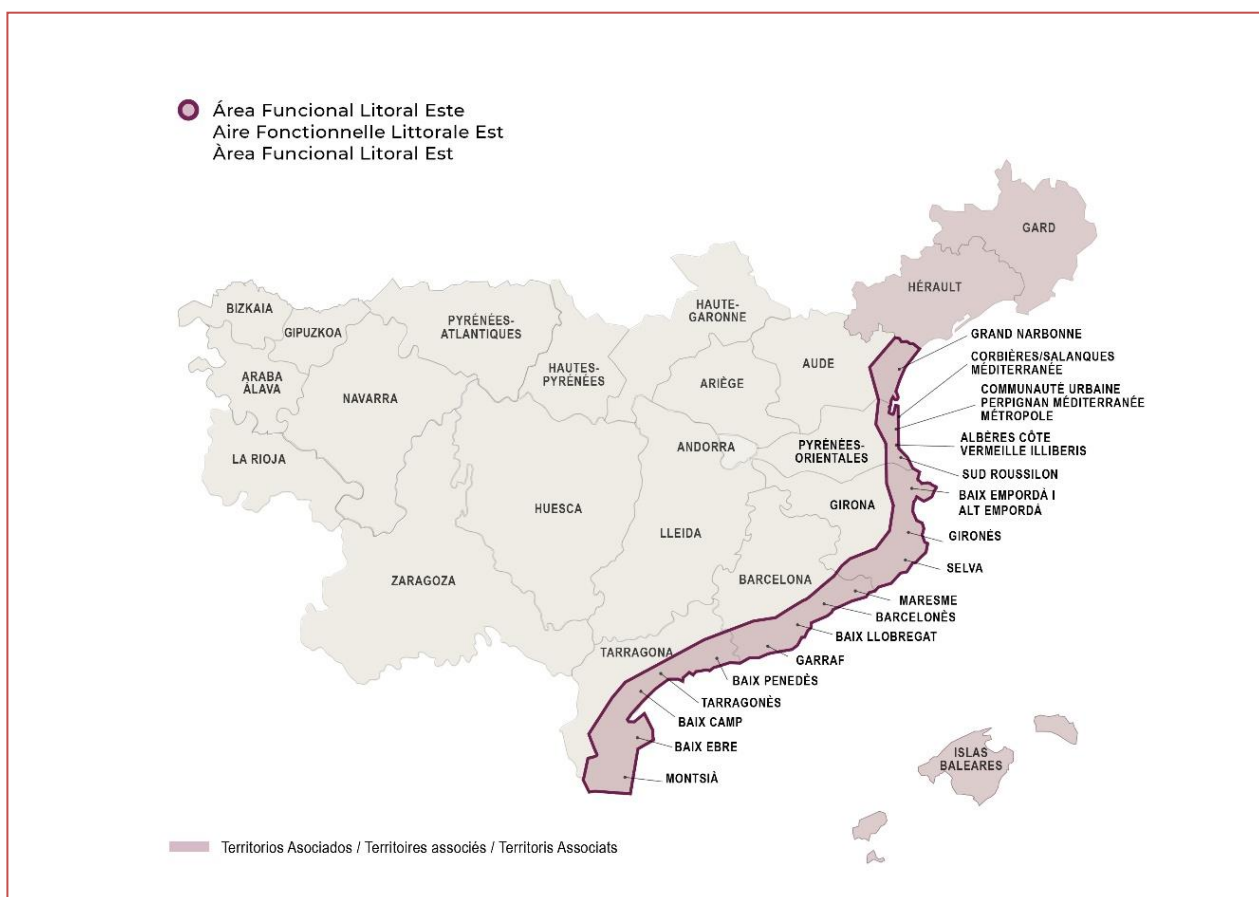 Área Funcional Litoral Este
Aire Fonctionnelle Littorale Est
Àrea Funcional Litoral Est
GARD
HÉRAULT
BIZKAIA
GIPUZKOA
PYRÉNÉES-
ATLANTIQUES
HAUTE-
GARONNE
GRAND NARBONNE
CORBIÈRES/SALANQUES
MÉDITERRANÉE
ARABA
ÁLAVA
NAVARRA
HAUTES-
PYRÉNÉES
ARIÈGE
AUDE
COMMUNAUTÉ URBAINE
PERPIGNAN MÉDITERRANÉE
MÉTROPOLE
LA RIOJA
ANDORRA
PYRÉNÉES-
ORIENTALES
ALBÈRES CÔTE
VERMEILLE ILLIBERIS
SUD ROUSSILON
HUESCA
LLEIDA
GIRONA
BAIX EMPORDÀ I
ALT EMPORDÀ
GIRONÈS
SELVA
ZARAGOZA
BARCELONA
MARESME
BARCELONÈS
BAIX LLOBREGAT
TARRAGONA
GARRAF
BAIX PENEDÈS
TARRAGONÈS
BAIX CAMP
BAIX EBRE
MONTSIÀ
ISLAS
BALEARES
Territorios Asociados / Territoires associés / Territoris Associats